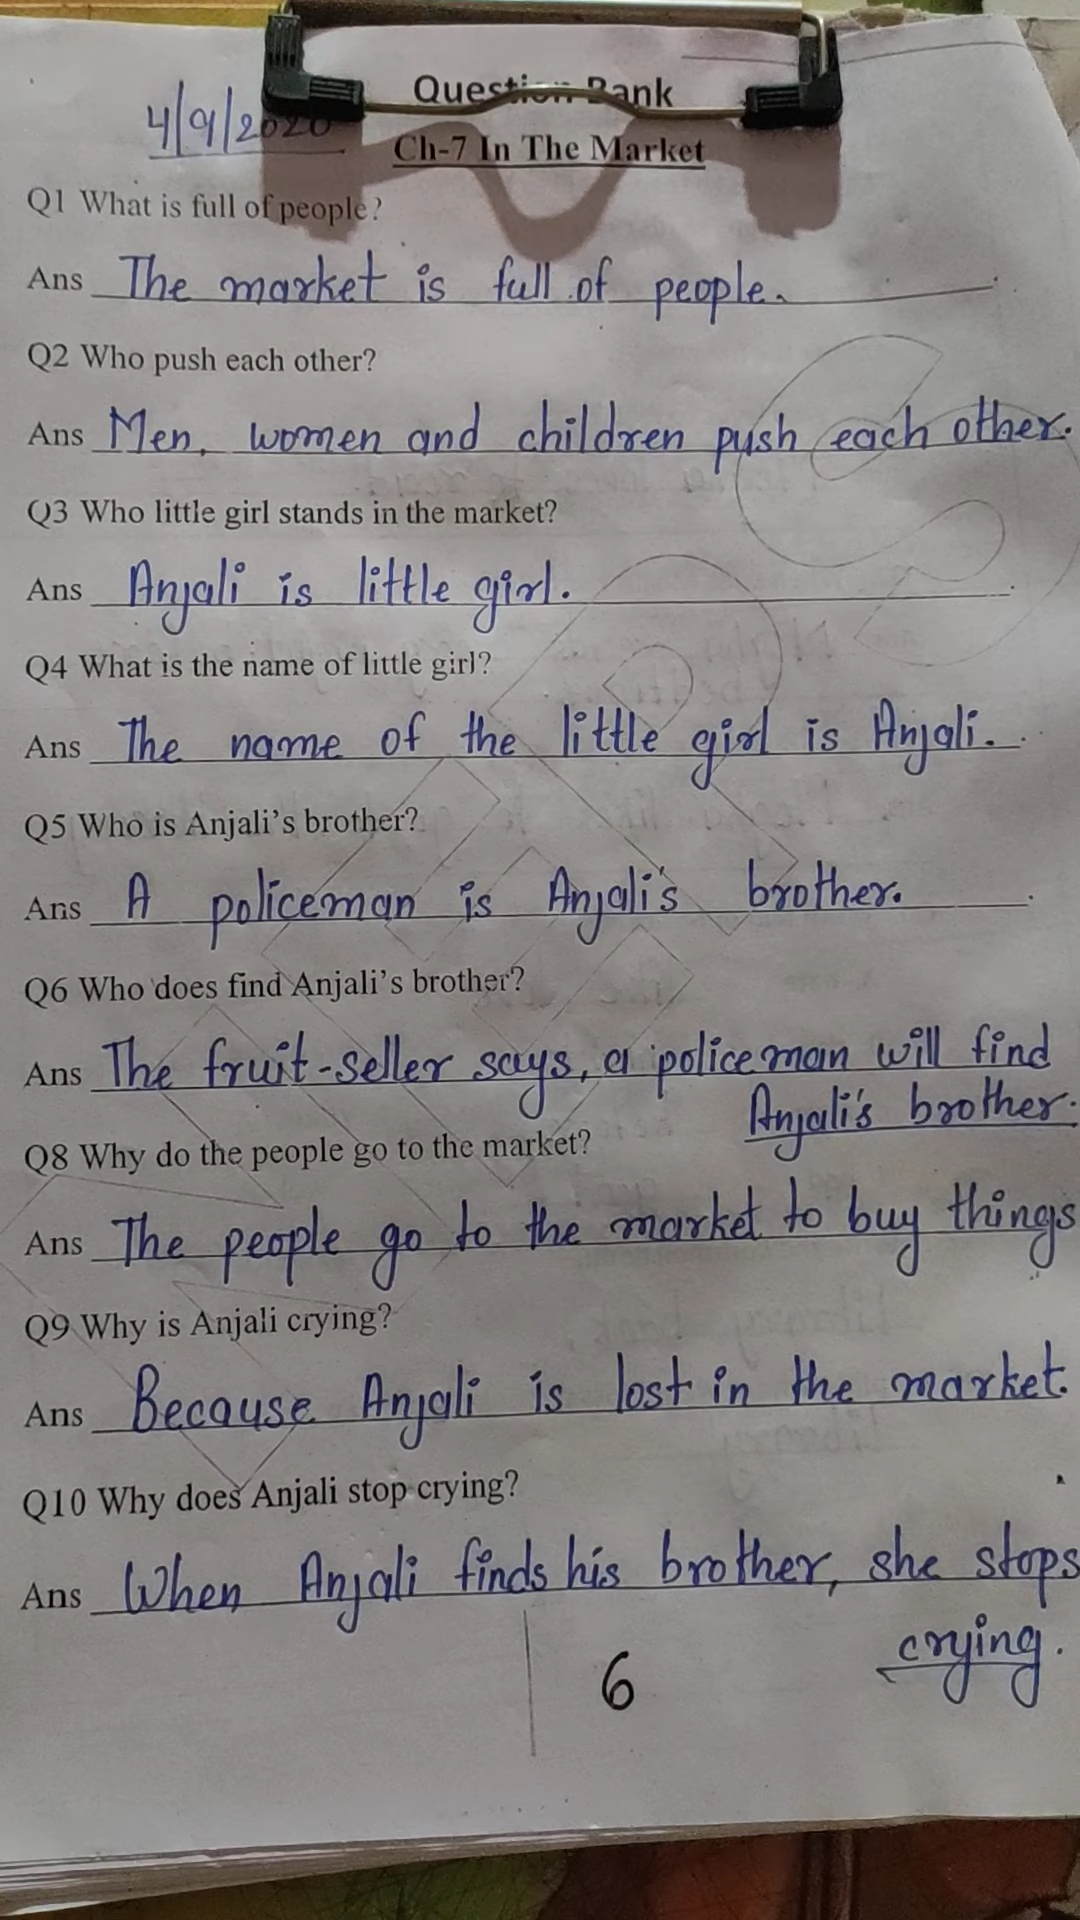 Question Bank
4/9/2020
Ch-7 In The Market
Q1 What is full of people?
Ans The market is full of people.
Q2 Who push each other?
Ans Men, women and children push each other.
Q3 Who little girl stands in the market?
Ans Anjali is little girl.
Q4 What is the name of little girl?
Ans The name of the little girl is Anjali.
Q5 Who is Anjali's brother?
Ans A policeman is Anjali's brother.
Q6 Who does find Anjali's brother?
Ans The fruit-seller says, a policeman will find
Anjali's brother.
Q8 Why do the people go to the market?
Ans The people go to the market to buy things
Q9 Why is Anjali crying?
Ans Because Anjali is lost in the market.
Q10 Why does Anjali stop crying?
Ans When Anjali finds his brother, she stops
crying.
6